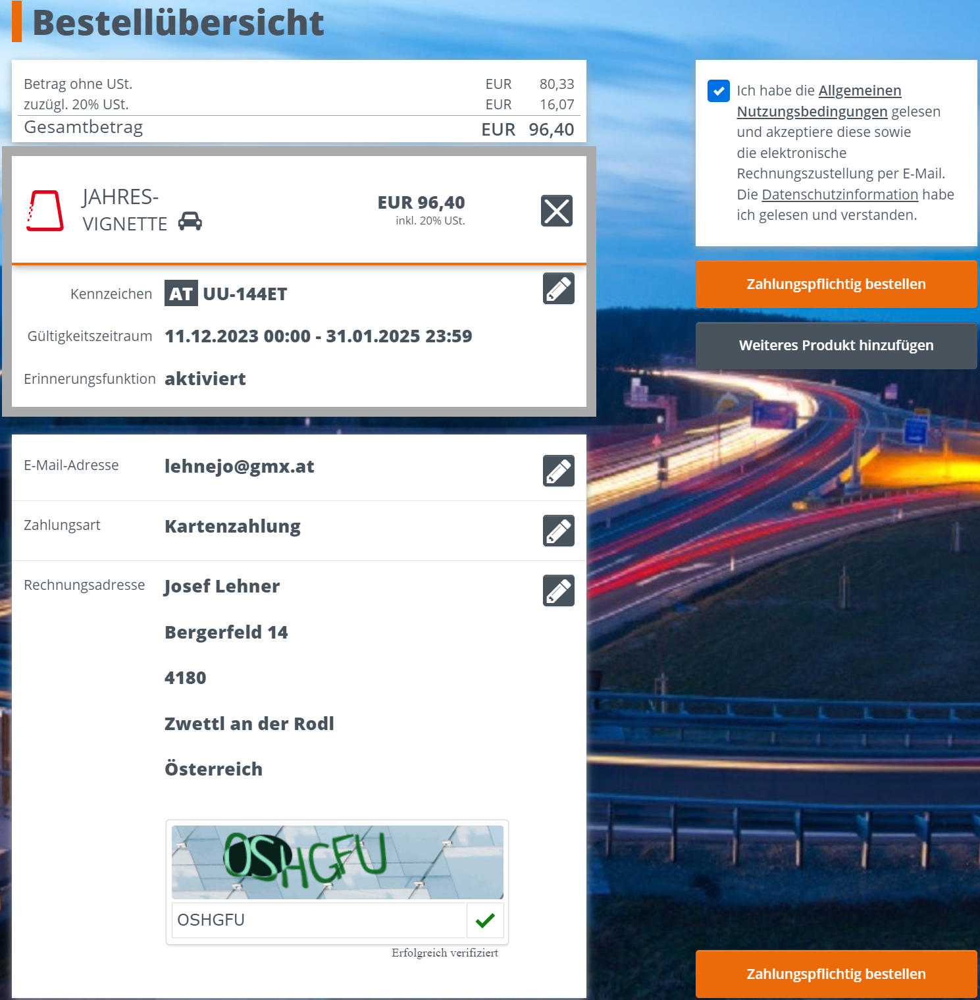 Bestellübersicht
Betrag ohne USt. EUR 80,33
zuzügl. 20% USt. EUR 16,07
Gesamtbetrag EUR 96,40
JAHRES-
VIGNETTE
EUR 96,40
inkl. 20% USt.
Kennzeichen AT UU-144ET
Gültigkeitszeitraum 11.12.2023 00:00 - 31.01.2025 23:59
Erinnerungsfunktion aktiviert
E-Mail-Adresse lehnejo@gmx.at
Zahlungsart Kartenzahlung
Rechnungsadresse Josef Lehner
Bergerfeld 14
4180
Zwettl an der Rodl
Österreich
OSHGFU
OSHGFU
Erfolgreich verifiziert
Ich habe die Allgemeinen
Nutzungsbedingungen gelesen
und akzeptiere diese sowie
die elektronische
Rechnungszustellung per E-Mail.
Die Datenschutzinformation habe
ich gelesen und verstanden.
Zahlungspflichtig bestellen
Weiteres Produkt hinzufügen
Zahlungspflichtig bestellen